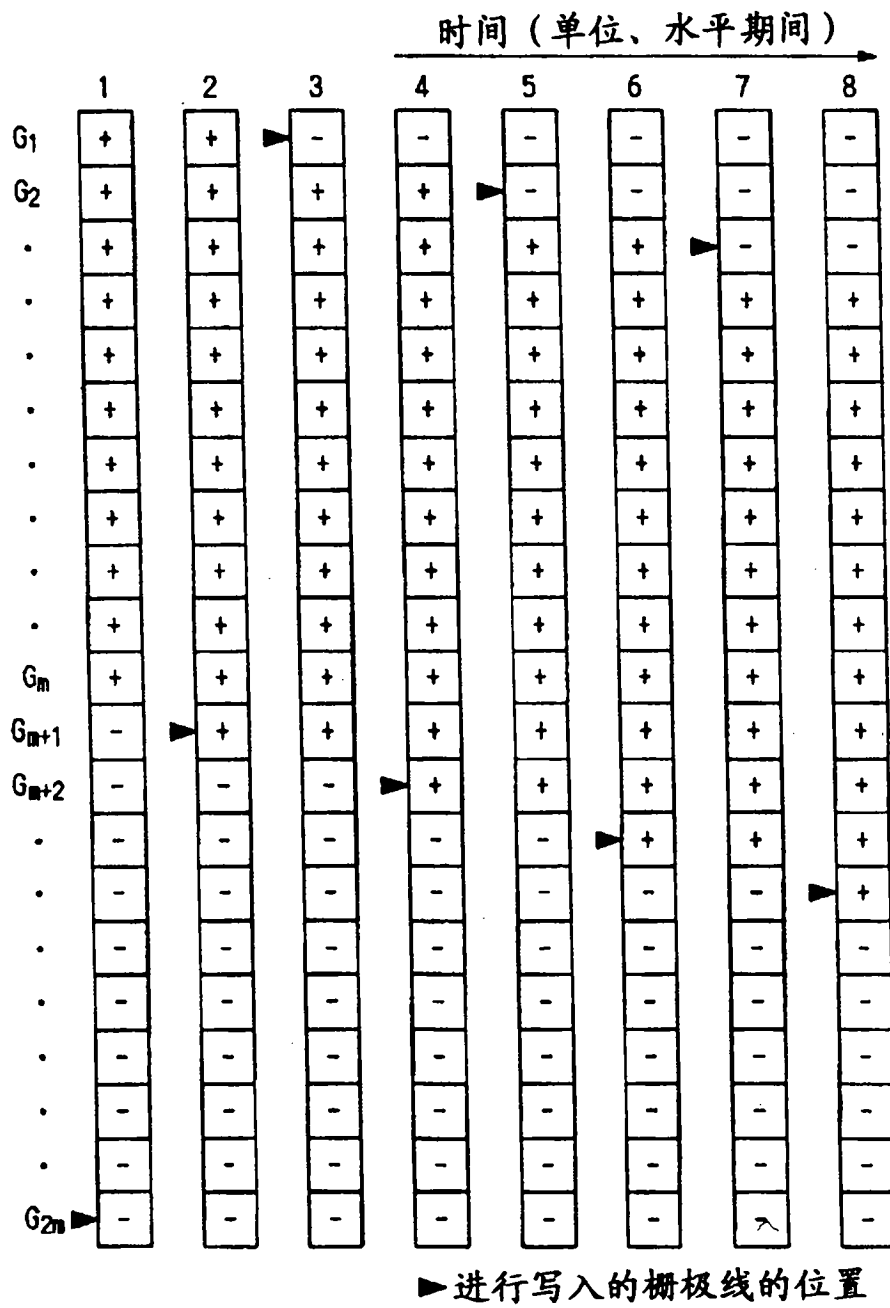 时间（单位、水平期间）
1 2 3 4 5 6 7 8
G1 + + ▶ - - - - - -
G2 + + + + ▶ - - - -
· + + + + + + ▶ - -
· + + + + + + + +
· + + + + + + + +
· + + + + + + + +
· + + + + + + + +
· + + + + + + + +
· + + + + + + + +
· + + + + + + + +
Gm + + + + + + + +
Gm+1 - ▶ + + + + + + +
Gm+2 - - - ▶ + + + + +
· - - - - - ▶ + + +
· - - - - - - - ▶ +
· - - - - - - - -
· - - - - - - - -
· - - - - - - - -
· - - - - - - - -
· - - - - - - - -
G2m ▶ - - - - - - -
▶进行写入的栅极线的位置